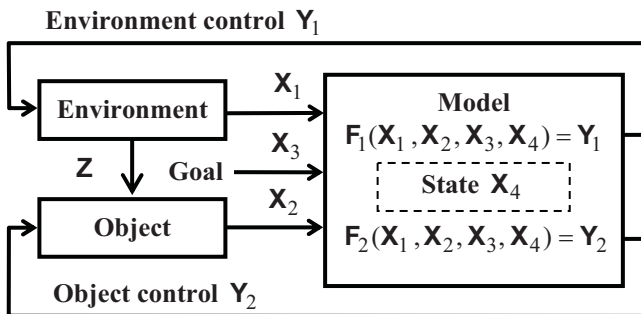 Environment control Y₁
Environment
X₁
Model
F₁(X₁, X₂, X₃, X₄) = Y₁
X₃
Z
Goal
State X₄
X₂
Object
F₂(X₁, X₂, X₃, X₄) = Y₂
Object control Y₂